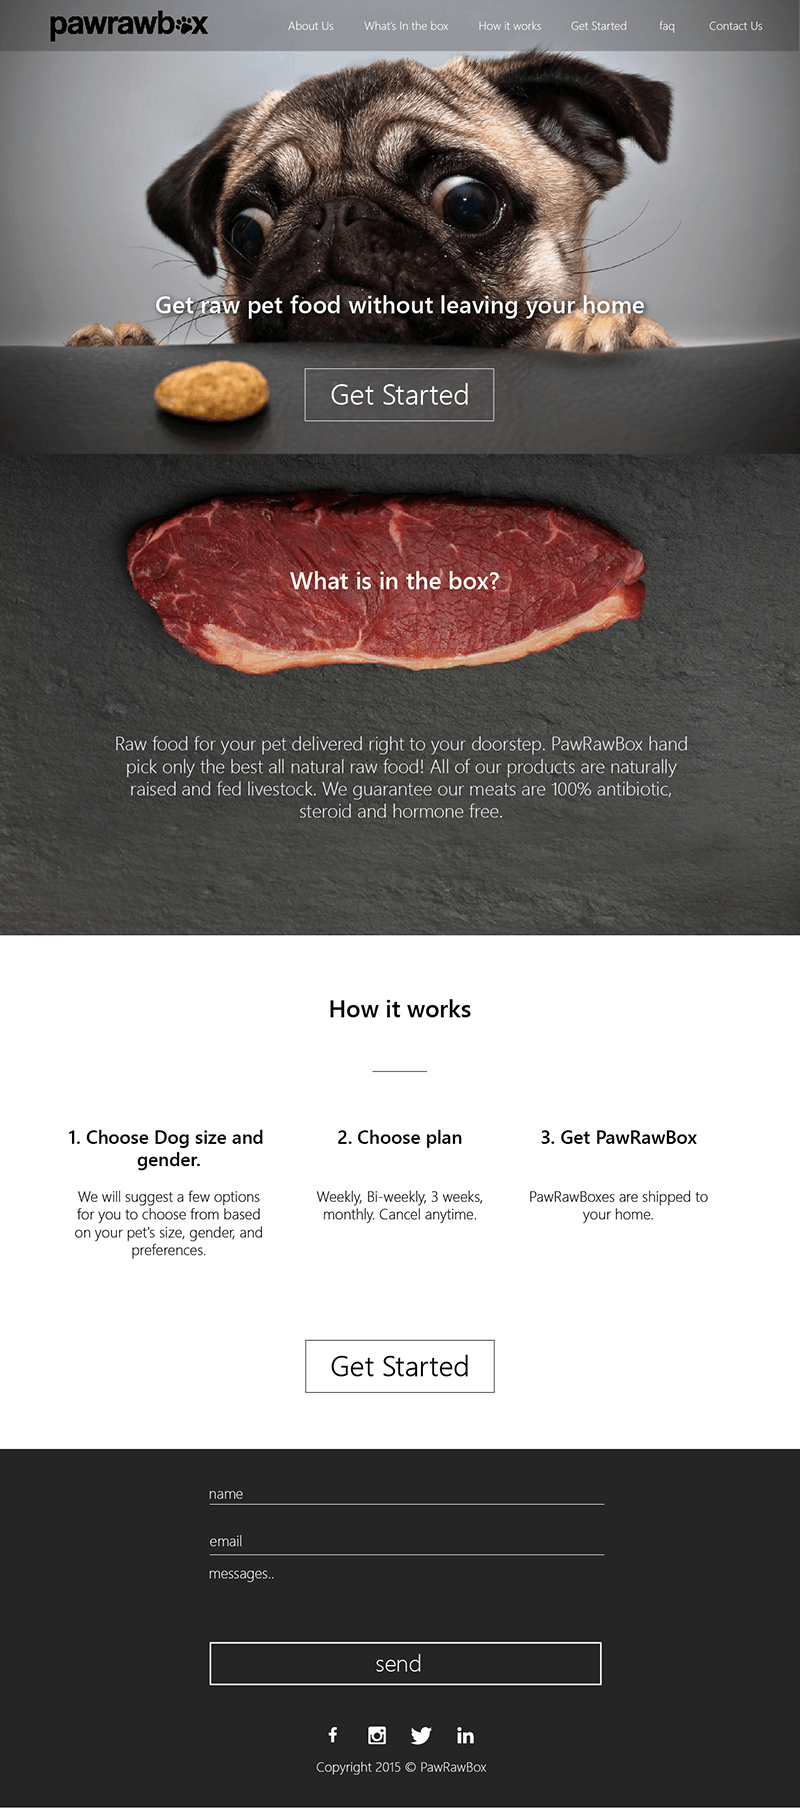 pawrawbox
About Us What's In the box How it works Get Started faq Contact Us
Get raw pet food without leaving your home
Get Started
What is in the box?
Raw food for your pet delivered right to your doorstep. PawRawBox hand
pick only the best all natural raw food! All of our products are naturally
raised and fed livestock. We guarantee our meats are 100% antibiotic,
steroid and hormone free.
How it works
1. Choose Dog size and
gender.
We will suggest a few options
for you to choose from based
on your pet's size, gender, and
preferences.
2. Choose plan
Weekly, Bi-weekly, 3 weeks,
monthly. Cancel anytime.
3. Get PawRawBox
PawRawBoxes are shipped to
your home.
Get Started
name
email
messages..
send
Copyright 2015 © PawRawBox